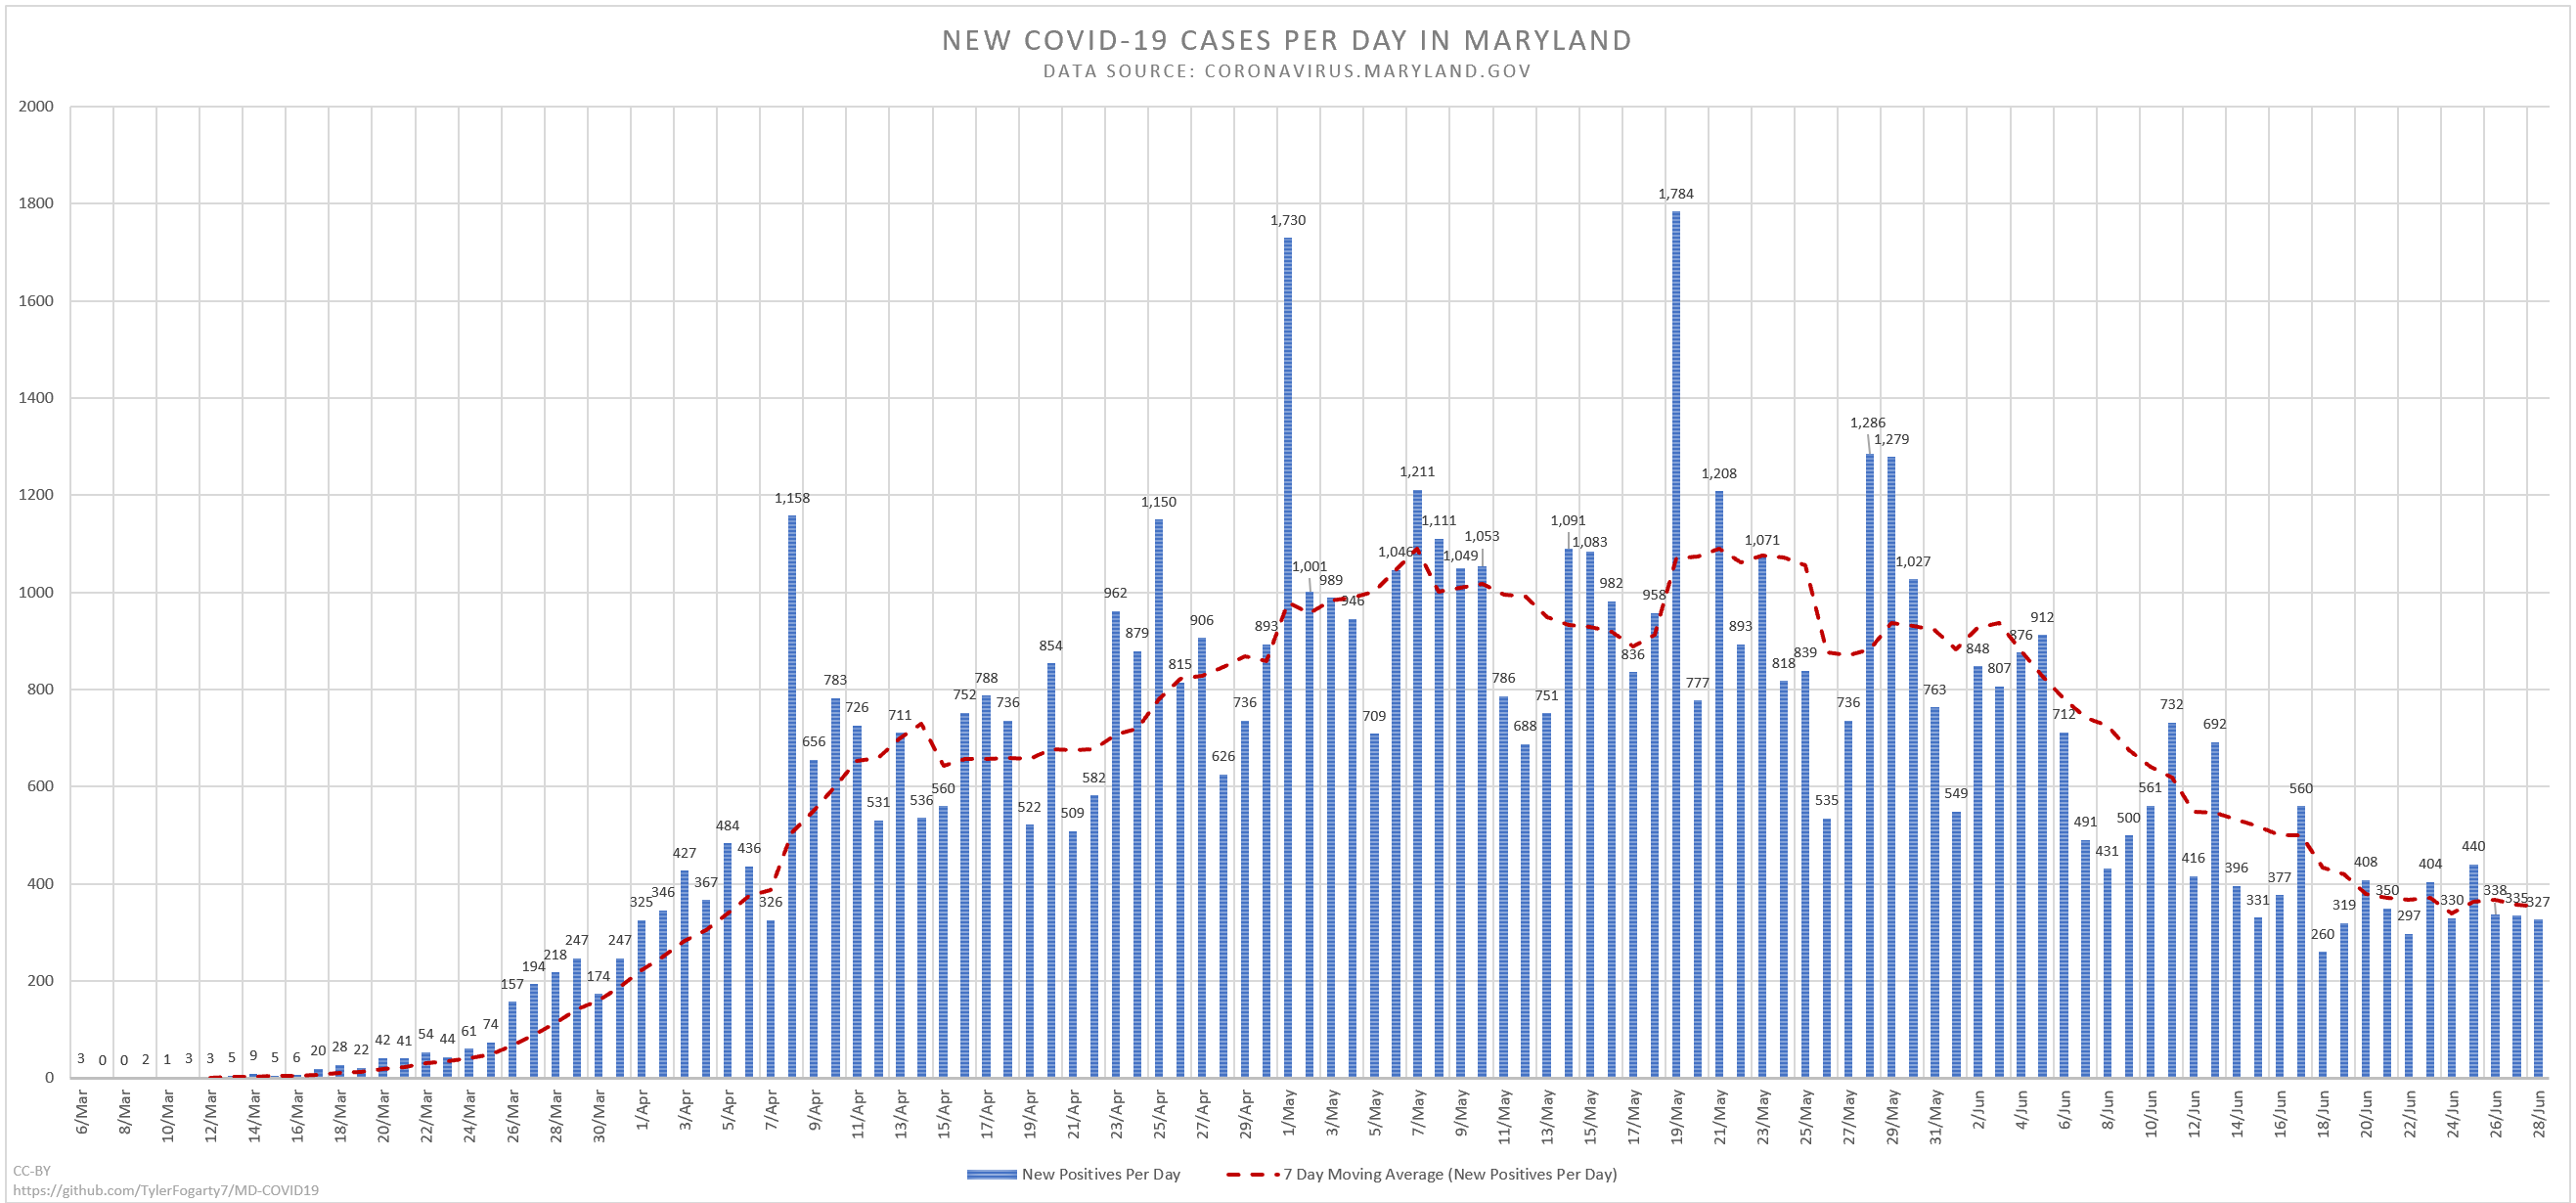 NEW COVID-19 CASES PER DAY IN MARYLAND
DATA SOURCE: CORONAVIRUS.MARYLAND.GOV
2000
1800
1600
1400
1200
1000
800
600
400
200
0
3 0 0 2 1 3 3 5 9 5 6 20 28 22 42 41 54 44 61 74 157 194 218 247 174 247
325 346 427 367 484 436 326 1,158 656 783 726 531 711 536 560 752 788 736 522 854 509 582 962 879 1,150 815 906 626 736 893
1,730 1,001 989 946 709 1,046 1,211 1,111 1,049 1,053 786 688 751 1,091 1,083 982 836 958 1,784 777 1,208 893 1,071 818 839 535 736 1,286 1,279 1,027 763
549 848 807 876 912 712 491 431 500 561 732 416 692 396 331 377 560 260 319 408 350 297 404 330 440 338 335 327
6/Mar 8/Mar 10/Mar 12/Mar 14/Mar 16/Mar 18/Mar 20/Mar 22/Mar 24/Mar 26/Mar 28/Mar 30/Mar 1/Apr 3/Apr 5/Apr 7/Apr 9/Apr 11/Apr 13/Apr 15/Apr 17/Apr 19/Apr 21/Apr 23/Apr 25/Apr 27/Apr 29/Apr 1/May 3/May 5/May 7/May 9/May 11/May 13/May 15/May 17/May 19/May 21/May 23/May 25/May 27/May 29/May 31/May 2/Jun 4/Jun 6/Jun 8/Jun 10/Jun 12/Jun 14/Jun 16/Jun 18/Jun 20/Jun 22/Jun 24/Jun 26/Jun 28/Jun
New Positives Per Day 7 Day Moving Average (New Positives Per Day)
CC-BY
https://github.com/TylerFogarty7/MD-COVID19